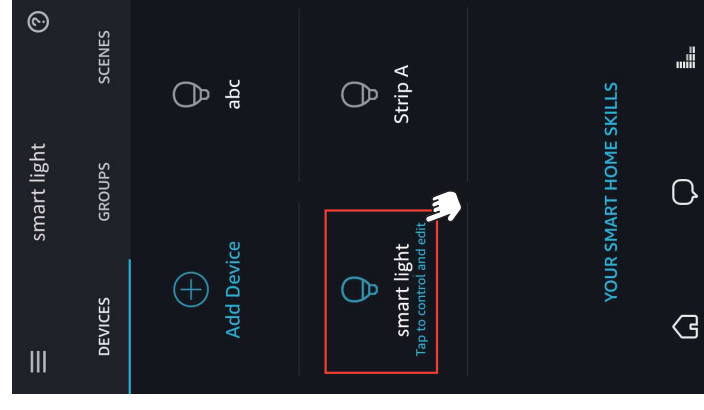 smart light
?
DEVICES
GROUPS
SCENES
Add Device
abc
smart light
Tap to control and edit
Strip A
YOUR SMART HOME SKILLS